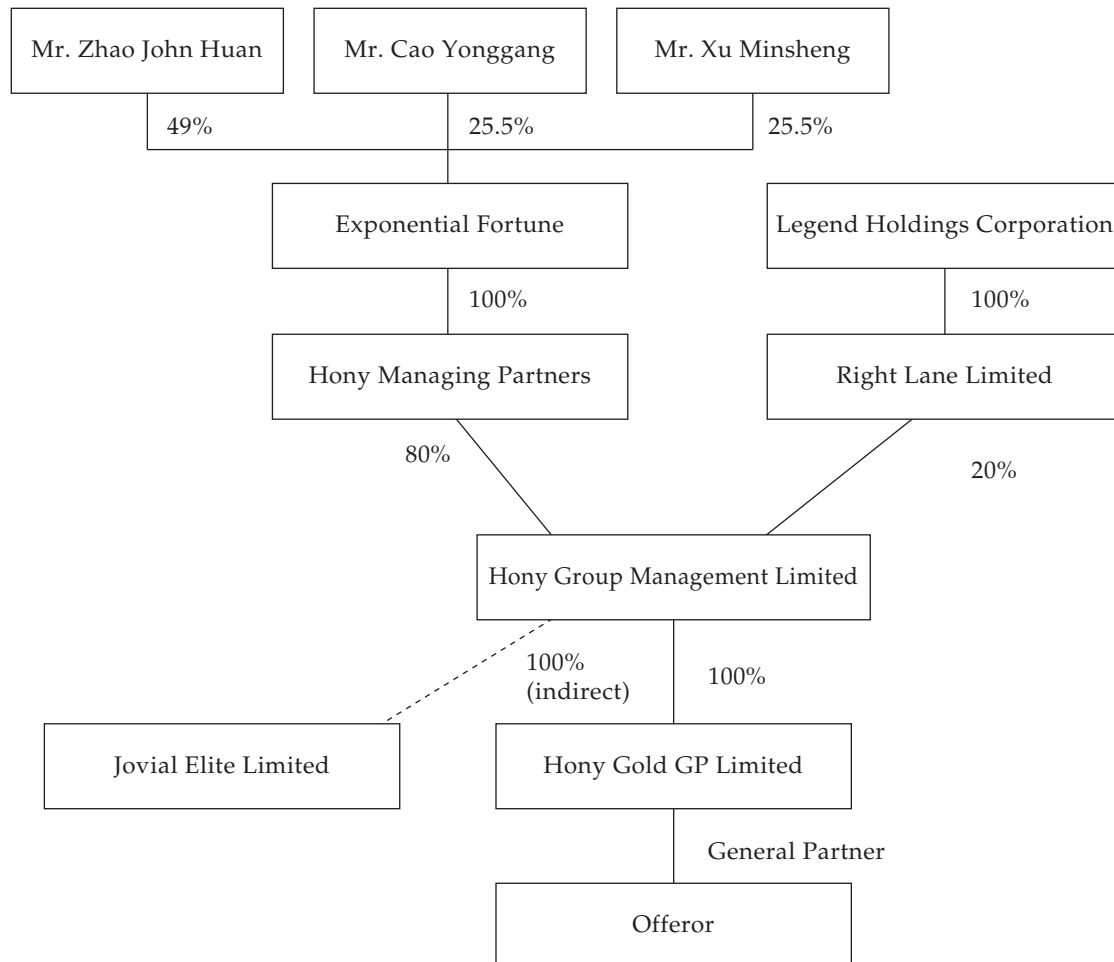 Mr. Zhao John Huan
Mr. Cao Yonggang
Mr. Xu Minsheng
49%
25.5%
25.5%
Exponential Fortune
Legend Holdings Corporation
100%
100%
Hony Managing Partners
Right Lane Limited
80%
20%
Hony Group Management Limited
100%
(indirect)
100%
Jovial Elite Limited
Hony Gold GP Limited
General Partner
Offeror